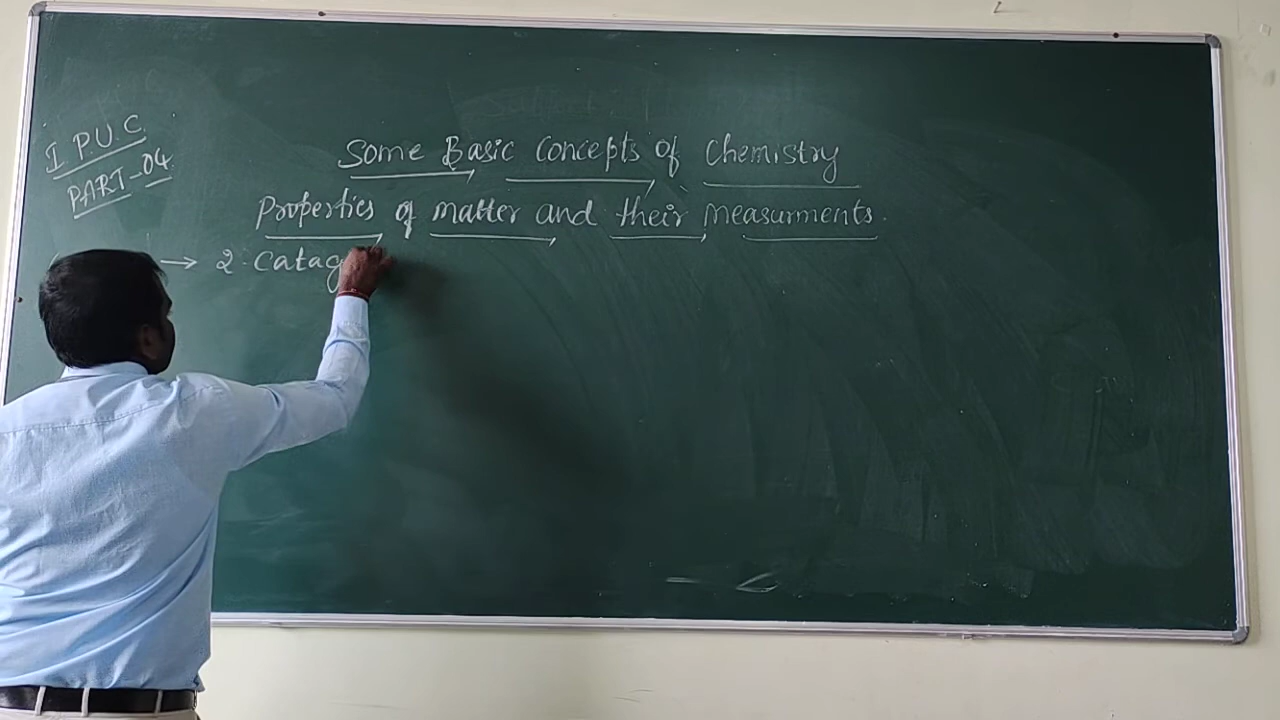 I P.U.C
PART-04
Some Basic Concepts of Chemistry
Properties of matter and their measurments.
→ 2. Catag